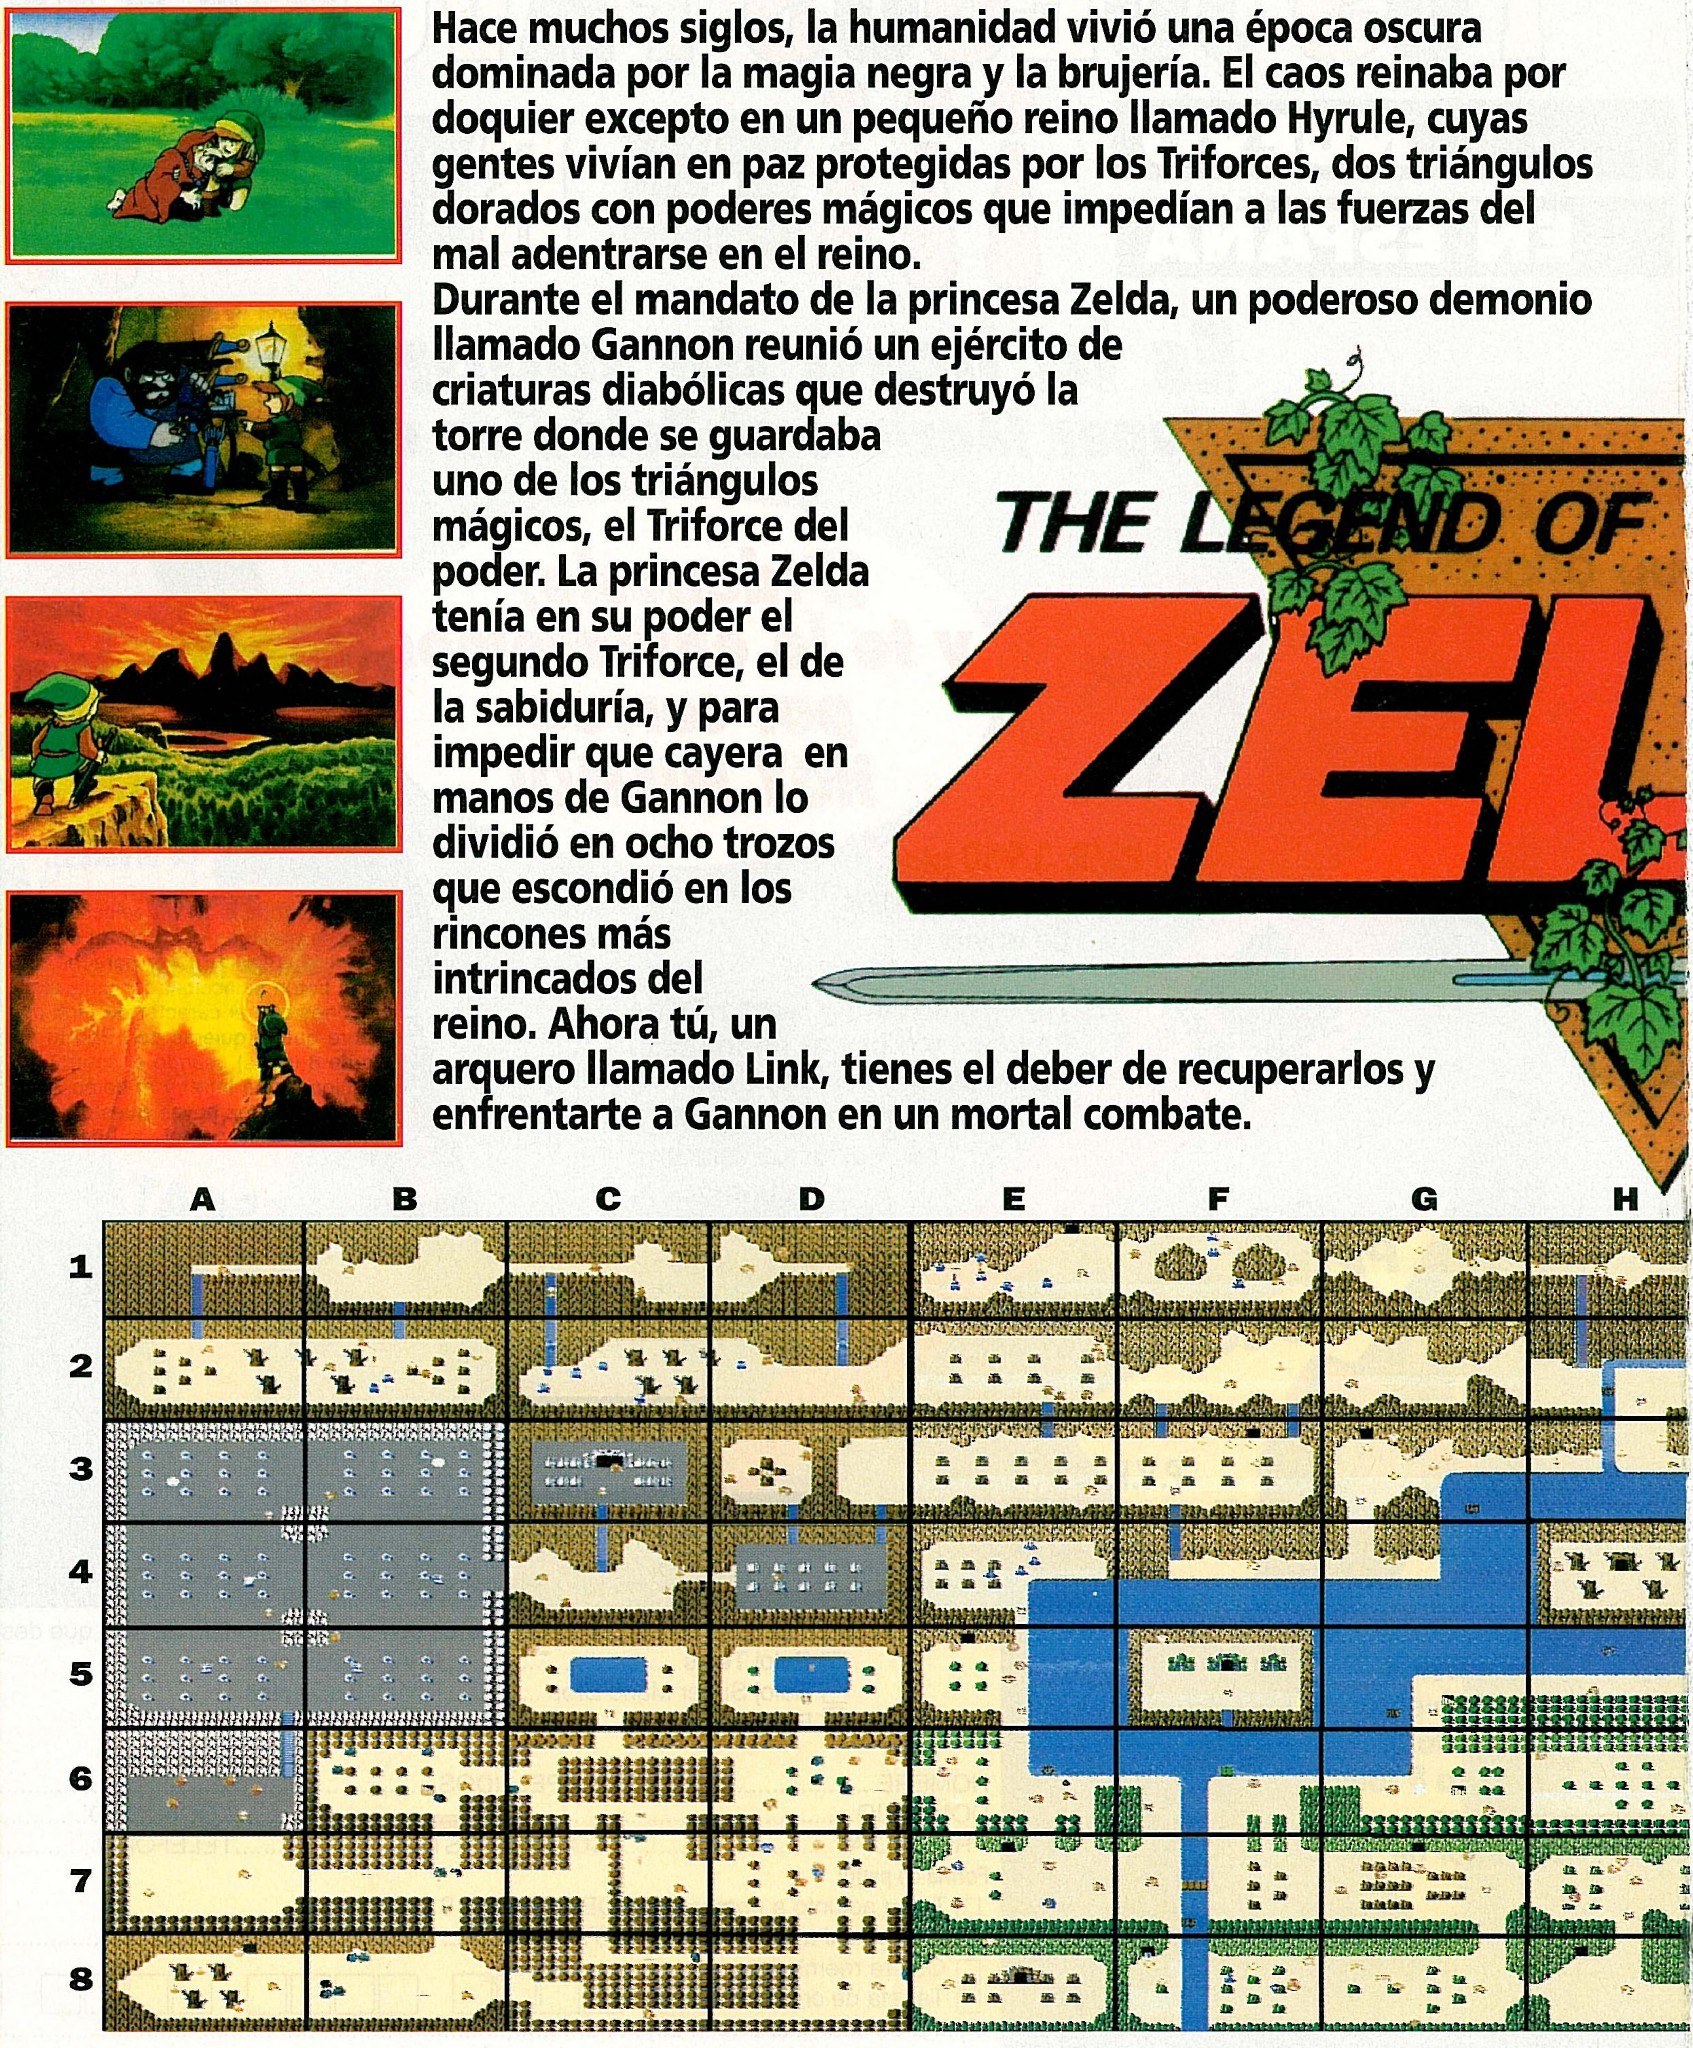 Hace muchos siglos, la humanidad vivió una época oscura
dominada por la magia negra y la brujería. El caos reinaba por
doquier excepto en un pequeño reino llamado Hyrule, cuyas
gentes vivían en paz protegidas por los Triforces, dos triángulos
dorados con poderes mágicos que impedían a las fuerzas del
mal adentrarse en el reino.
Durante el mandato de la princesa Zelda, un poderoso demonio
llamado Gannon reunió un ejército de
criaturas diabólicas que destruyó la
torre donde se guardaba
uno de los triángulos
mágicos, el Triforce del
poder. La princesa Zelda
tenía en su poder el
segundo Triforce, el de
la sabiduría, y para
impedir que cayera en
manos de Gannon lo
dividió en ocho trozos
que escondió en los
rincones más
intrincados del
reino. Ahora tú, un
arquero llamado Link, tienes el deber de recuperarlos y
enfrentarte a Gannon en un mortal combate.
THE LEGEND OF
ZEL
A B C D E F G H
1
2
3
4
5
6
7
8